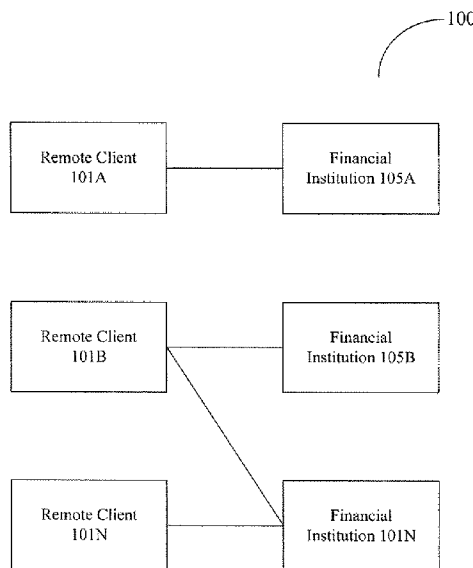 100
Remote Client
101A
Financial
Institution 105A
Remote Client
101B
Financial
Institution 105B
Remote Client
101N
Financial
Institution 101N